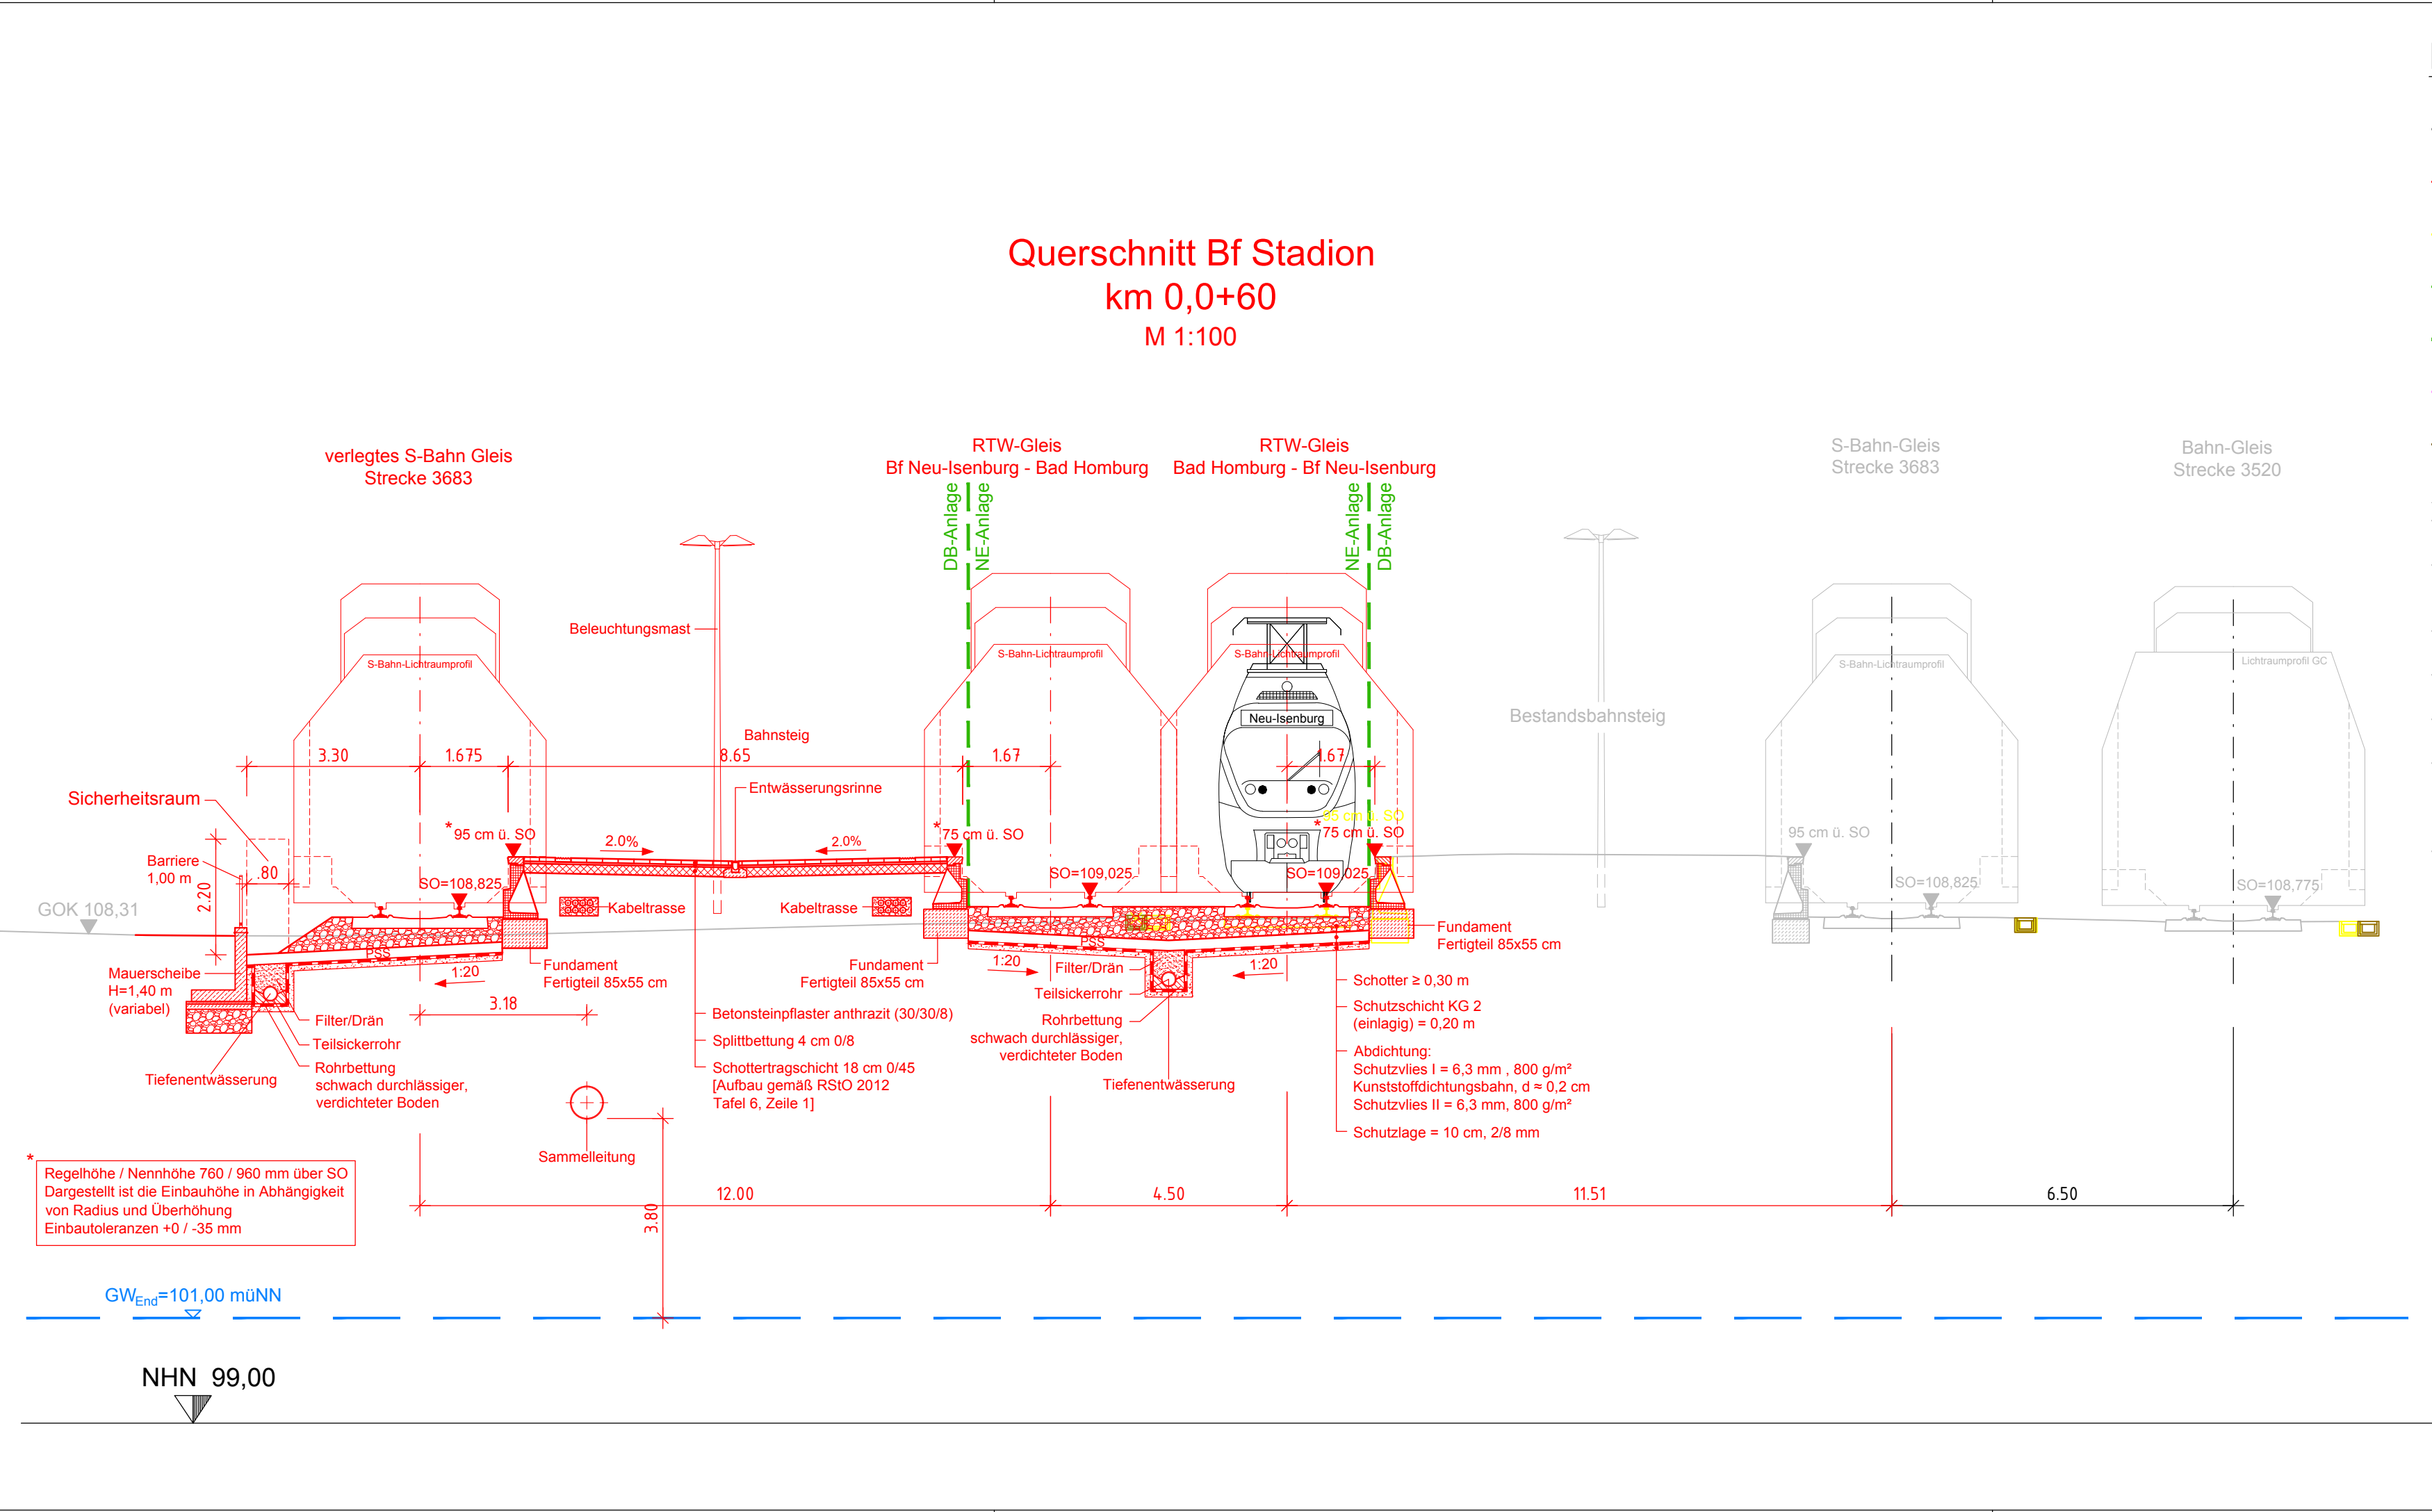 Querschnitt Bf Stadion
km 0,0+60
M 1:100
verlegtes S-Bahn Gleis
Strecke 3683
RTW-Gleis
Bf Neu-Isenburg - Bad Homburg
RTW-Gleis
Bad Homburg - Bf Neu-Isenburg
S-Bahn-Gleis
Strecke 3683
Bahn-Gleis
Strecke 3520
DB-Anlage
NE-Anlage
NE-Anlage
DB-Anlage
Beleuchtungsmast
S-Bahn-Lichtraumprofil
S-Bahn-Lichtraumprofil
S-Bahn-Lichtraumprofil
S-Bahn-Lichtraumprofil
Lichtraumprofil GC
Neu-Isenburg
Bestandsbahnsteig
Bahnsteig
3.30
1.675
8.65
1.67
1.67
Sicherheitsraum
Entwässerungsrinne
*95 cm ü. SO
2.0%
2.0%
*75 cm ü. SO
95 cm ü. SO
*75 cm ü. SO
95 cm ü. SO
Barriere
1,00 m
2.20
.80
SO=108,825
SO=109,025
SO=109,025
SO=108,825
SO=108,775
GOK 108,31
Kabeltrasse
Kabeltrasse
PSS
PSS
Mauerscheibe
H=1,40 m
(variabel)
1:20
3.18
Fundament
Fertigteil 85x55 cm
Fundament
Fertigteil 85x55 cm
1:20
1:20
Fundament
Fertigteil 85x55 cm
Filter/Drän
Teilsickerrohr
Rohrbettung
schwach durchlässiger,
verdichteter Boden
Tiefenentwässerung
Betonsteinpflaster anthrazit (30/30/8)
Splittbettung 4 cm 0/8
Schottertragschicht 18 cm 0/45
[Aufbau gemäß RStO 2012
Tafel 6, Zeile 1]
Filter/Drän
Teilsickerrohr
Rohrbettung
schwach durchlässiger,
verdichteter Boden
Tiefenentwässerung
Schotter ≥ 0,30 m
Schutzschicht KG 2
(einlagig) = 0,20 m
Abdichtung:
Schutzvlies I = 6,3 mm , 800 g/m²
Kunststoffdichtungsbahn, d ≈ 0,2 cm
Schutzvlies II = 6,3 mm, 800 g/m²
Schutzlage = 10 cm, 2/8 mm
Sammelleitung
*
Regelhöhe / Nennhöhe 760 / 960 mm über SO
Dargestellt ist die Einbauhöhe in Abhängigkeit
von Radius und Überhöhung
Einbautoleranzen +0 / -35 mm
12.00
4.50
11.51
6.50
3.80
GWEnd=101,00 müNN
NHN 99,00